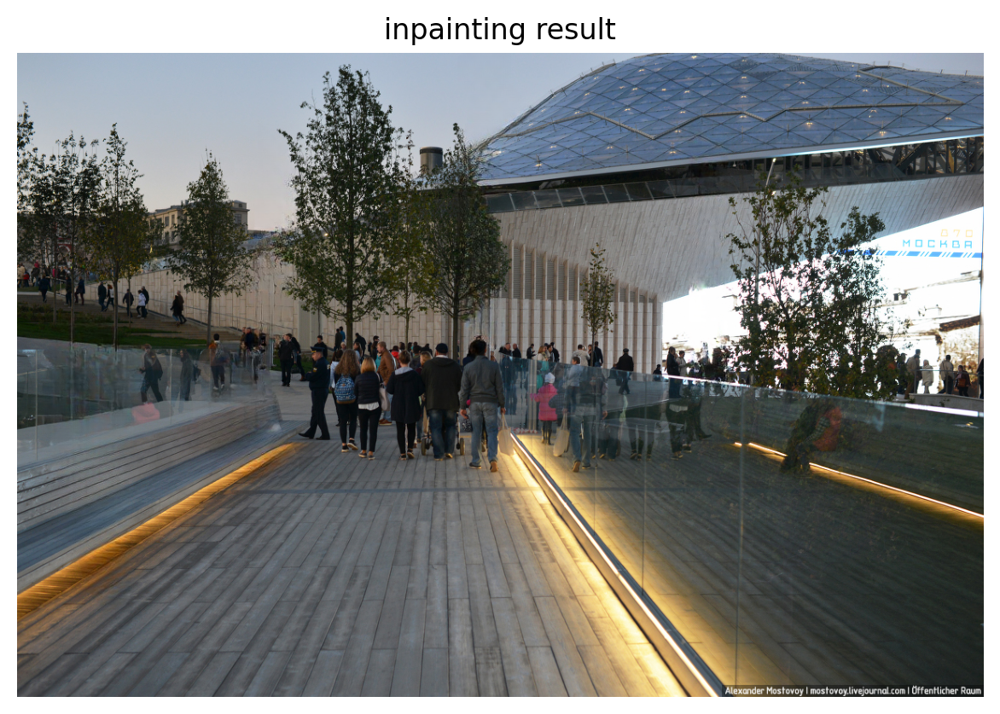 inpainting result
870
МОСКВА
Alexander Mostovoy | mostovoy.livejournal.com | Öffentlicher Raum